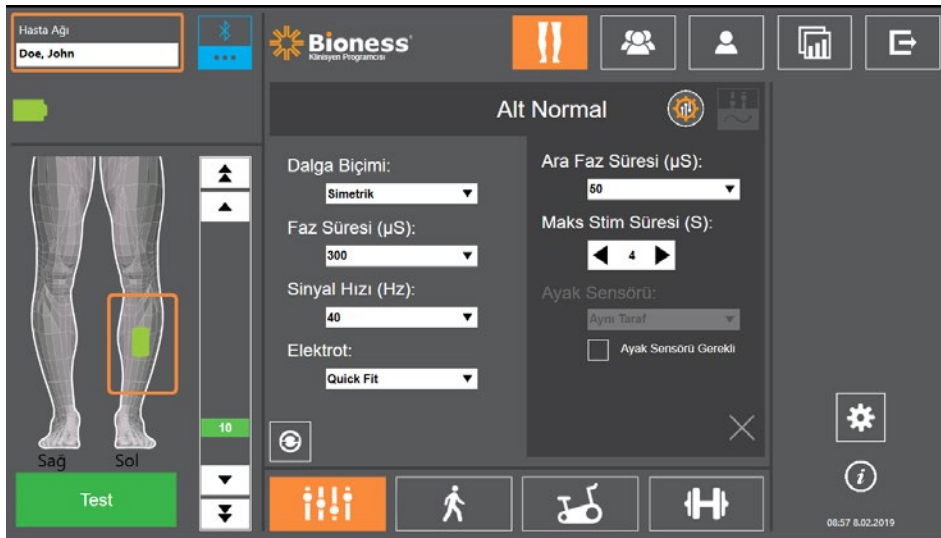 Hasta Ağı
Doe, John
Bioness
Klinisyen Programcısı
Alt Normal
Dalga Biçimi:
Simetrik
Faz Süresi (µS):
300
Sinyal Hızı (Hz):
40
Elektrot:
Quick Fit
Ara Faz Süresi (µS):
50
Maks Stim Süresi (S):
4
Ayak Sensörü:
Aynı Taraf
Ayak Sensörü Gerekli
10
Sağ
Sol
Test
i
08:57 8.02.2019